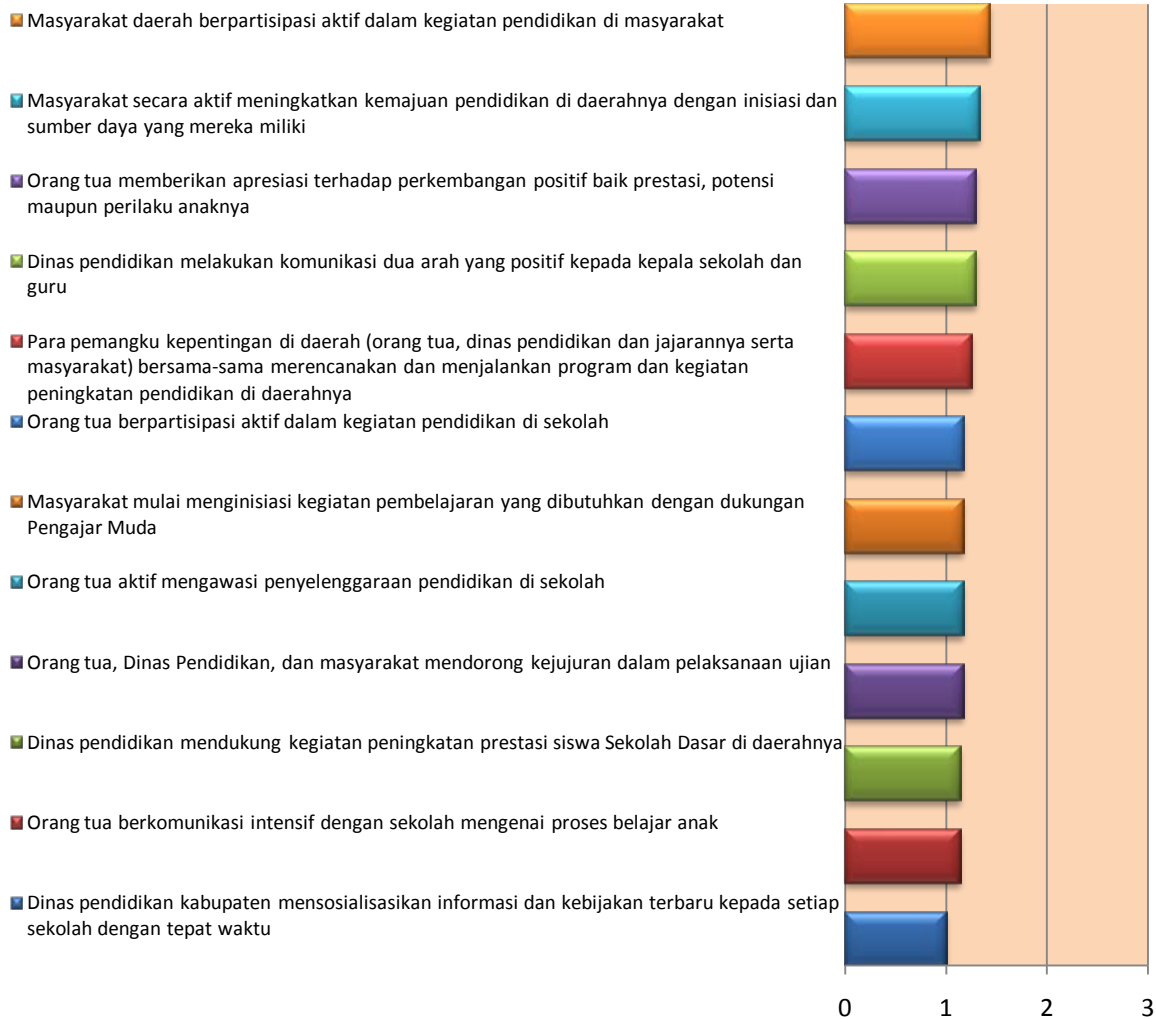 Masyarakat daerah berpartisipasi aktif dalam kegiatan pendidikan di masyarakat
Masyarakat secara aktif meningkatkan kemajuan pendidikan di daerahnya dengan inisiasi dan
sumber daya yang mereka miliki
Orang tua memberikan apresiasi terhadap perkembangan positif baik prestasi, potensi
maupun perilaku anaknya
Dinas pendidikan melakukan komunikasi dua arah yang positif kepada kepala sekolah dan
guru
Para pemangku kepentingan di daerah (orang tua, dinas pendidikan dan jajarannya serta
masyarakat) bersama-sama merencanakan dan menjalankan program dan kegiatan
peningkatan pendidikan di daerahnya
Orang tua berpartisipasi aktif dalam kegiatan pendidikan di sekolah
Masyarakat mulai menginisiasi kegiatan pembelajaran yang dibutuhkan dengan dukungan
Pengajar Muda
Orang tua aktif mengawasi penyelenggaraan pendidikan di sekolah
Orang tua, Dinas Pendidikan, dan masyarakat mendorong kejujuran dalam pelaksanaan ujian
Dinas pendidikan mendukung kegiatan peningkatan prestasi siswa Sekolah Dasar di daerahnya
Orang tua berkomunikasi intensif dengan sekolah mengenai proses belajar anak
Dinas pendidikan kabupaten mensosialisasikan informasi dan kebijakan terbaru kepada setiap
sekolah dengan tepat waktu
0 1 2 3